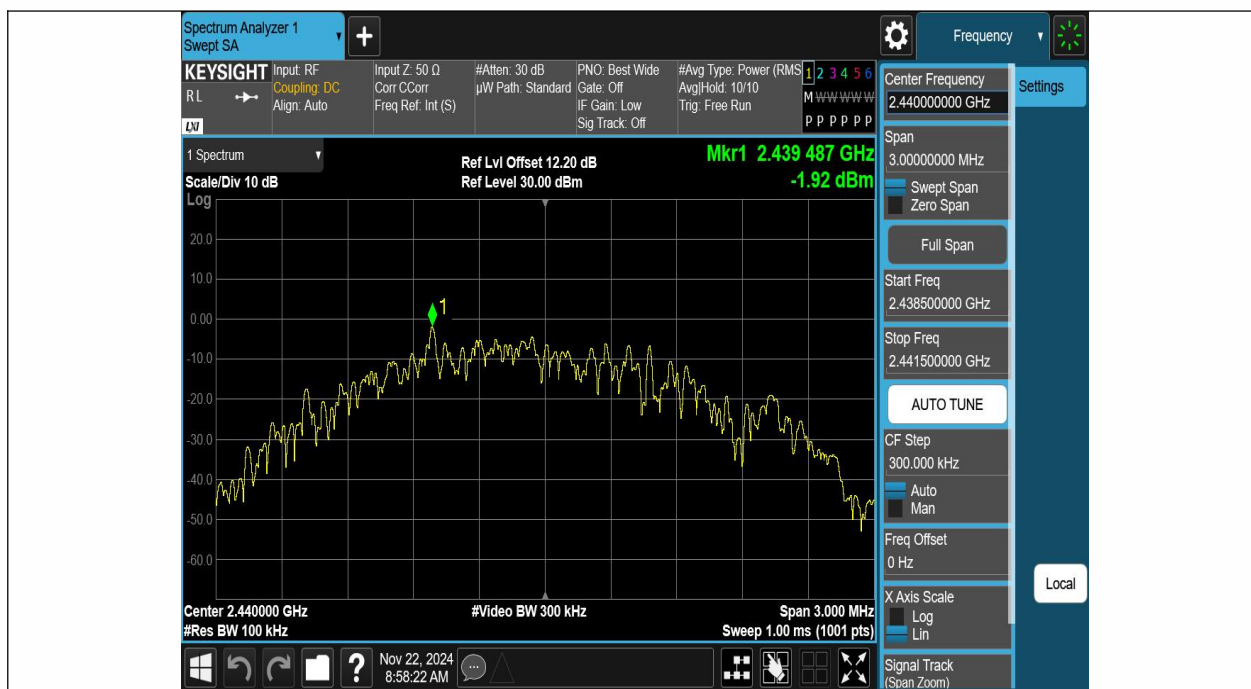 Spectrum Analyzer 1
Swept SA
+
Frequency
KEYSIGHT
RL
LXI
Input: RF
Coupling: DC
Align: Auto
Input Z: 50 Ω
Corr CCorr
Freq Ref: Int (S)
#Atten: 30 dB
µW Path: Standard
PNO: Best Wide
Gate: Off
IF Gain: Low
Sig Track: Off
#Avg Type: Power (RMS
Avg|Hold: 10/10
Trig: Free Run
1 2 3 4 5 6
M W W W W W
P P P P P P
Center Frequency
2.440000000 GHz
Settings
Span
3.00000000 MHz
Swept Span
Zero Span
Full Span
Start Freq
2.438500000 GHz
Stop Freq
2.441500000 GHz
AUTO TUNE
CF Step
300.000 kHz
Auto
Man
Freq Offset
0 Hz
X Axis Scale
Log
Lin
Signal Track
(Span Zoom)
Local
1 Spectrum
Scale/Div 10 dB
Log
Ref Lvl Offset 12.20 dB
Ref Level 30.00 dBm
Mkr1 2.439 487 GHz
-1.92 dBm
20.0
10.0
0.00
-10.0
-20.0
-30.0
-40.0
-50.0
-60.0
1
Center 2.440000 GHz
#Res BW 100 kHz
#Video BW 300 kHz
Span 3.000 MHz
Sweep 1.00 ms (1001 pts)
?
Nov 22, 2024
8:58:22 AM